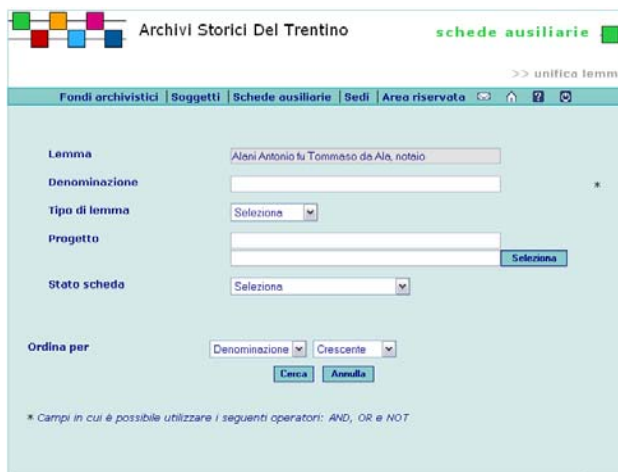 Archivi Storici Del Trentino
schede ausiliarie
>> unifica lemm
Fondi archivistici | Soggetti | Schede ausiliarie | Sedi | Area riservata
Lemma Alani Antonio fu Tommaso da Ala, notaio
Denominazione *
Tipo di lemma Seleziona
Progetto
Seleziona
Stato scheda Seleziona
Ordina per Denominazione Crescente
Cerca Annulla
* Campi in cui è possibile utilizzare i seguenti operatori: AND, OR e NOT